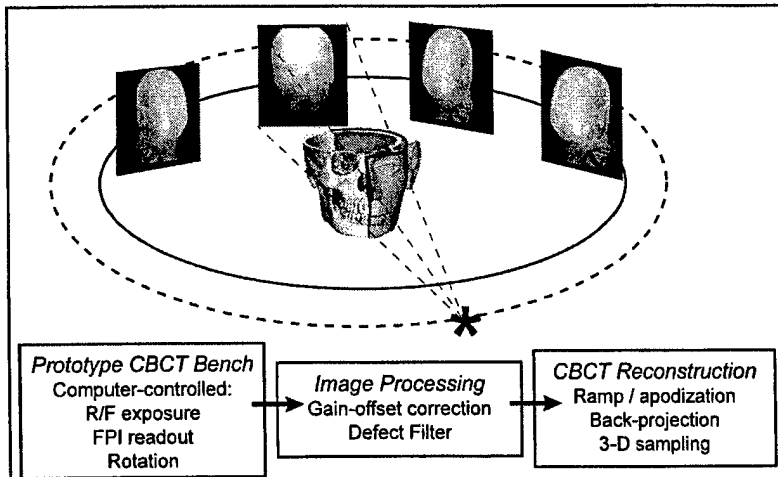 Prototype CBCT Bench
Computer-controlled:
R/F exposure
FPI readout
Rotation
Image Processing
Gain-offset correction
Defect Filter
CBCT Reconstruction
Ramp / apodization
Back-projection
3-D sampling